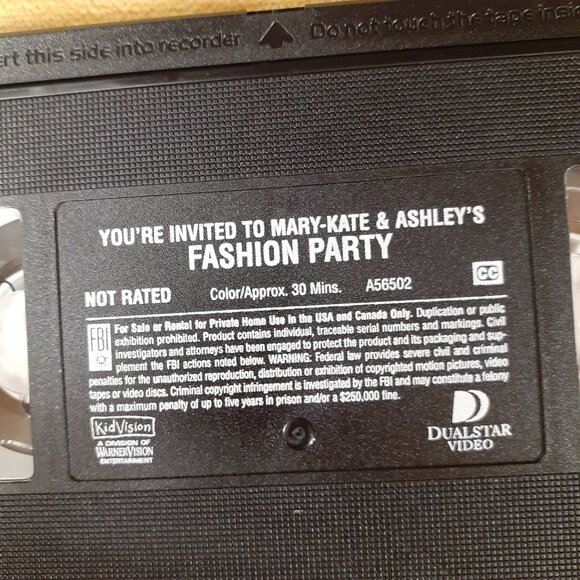 ert this side into recorder Do not touch the tape insid
YOU'RE INVITED TO MARY-KATE & ASHLEY'S
FASHION PARTY
NOT RATED Color/Approx. 30 Mins. A56502 CC
FBI
For Sale or Rental for Private Home Use in the USA and Canada Only. Duplication or public
exhibition prohibited. Product contains individual, traceable serial numbers and markings. Civil
investigators and attorneys have been engaged to protect the product and its packaging and sup-
plement the FBI actions noted below. WARNING: Federal law provides severe civil and criminal
penalties for the unauthorized reproduction, distribution or exhibition of copyrighted motion pictures, video
tapes or video discs. Criminal copyright infringement is investigated by the FBI and may constitute a felony
with a maximum penalty of up to five years in prison and/or a $250,000 fine.
KidVision
A DIVISION OF
WARNERVISION
ENTERTAINMENT
DUALSTAR
VIDEO